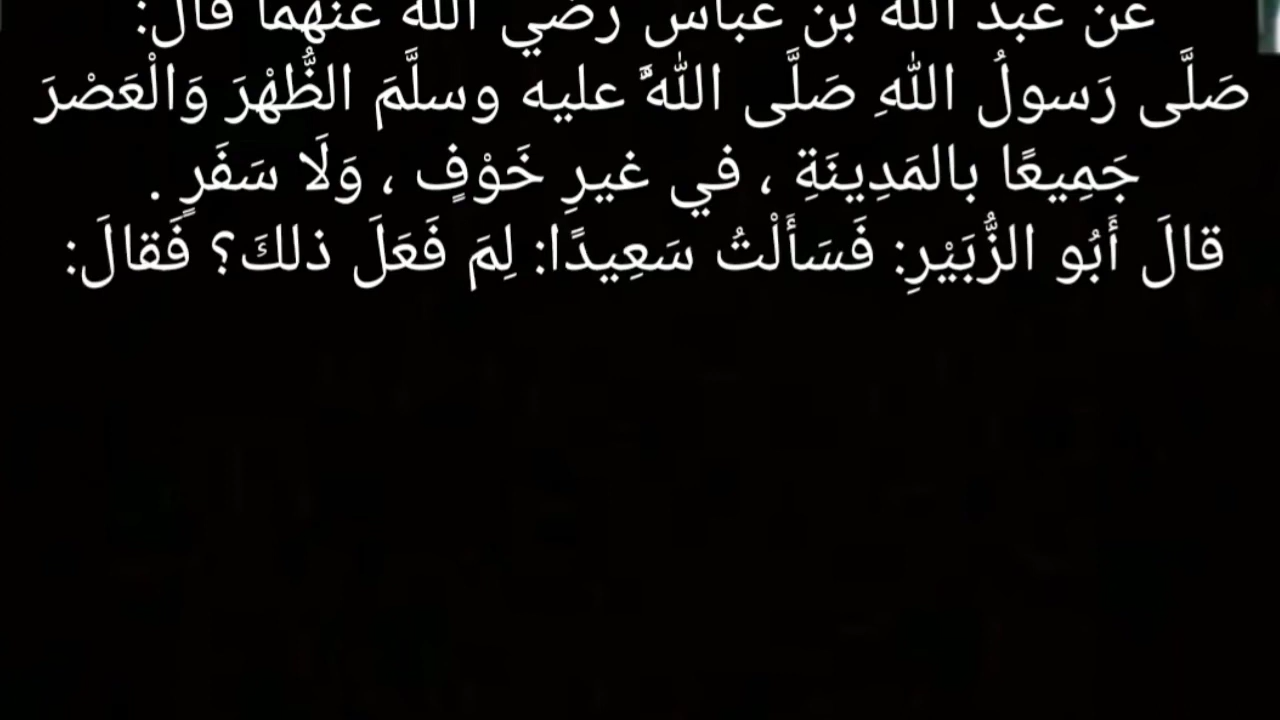 عن عبد الله بن عباس رضي الله عنهما قال:
صَلَّى رَسولُ اللهِ صَلَّى اللهُ عليه وسلَّمَ الظُّهْرَ وَالْعَصْرَ
جَمِيعًا بالمَدِينَةِ ، في غيرِ خَوْفٍ ، وَلَا سَفَرٍ .
قالَ أَبُو الزُّبَيْرِ: فَسَأَلْتُ سَعِيدًا: لِمَ فَعَلَ ذلكَ؟ فَقالَ: